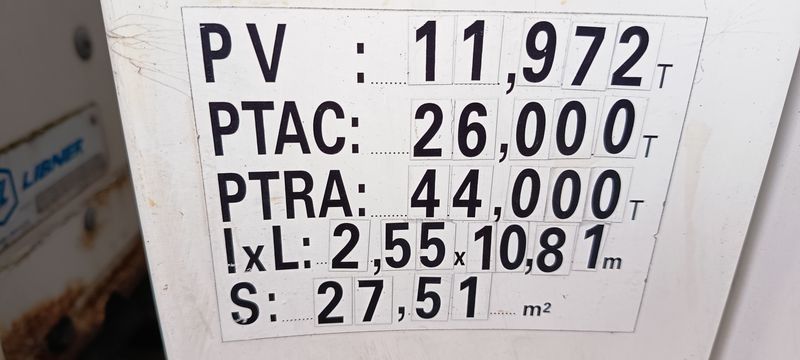 PV : 11,972 T
PTAC: 26,000 T
PTRA: 44,000 T
lxL: 2,55 x 10,81 m
S: 27,51 m²
LIBNER